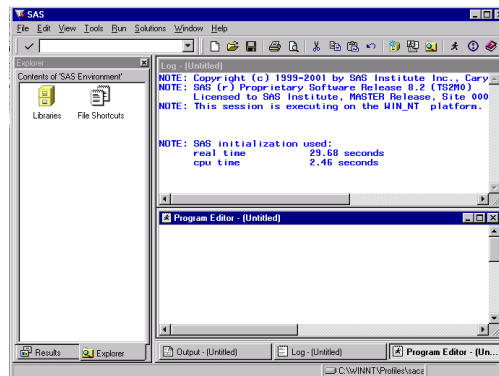 SAS
File Edit View Tools Run Solutions Window Help
Explorer
Contents of 'SAS Environment'
Libraries File Shortcuts
Log - (Untitled)
NOTE: Copyright (c) 1999-2001 by SAS Institute Inc., Cary
NOTE: SAS (r) Proprietary Software Release 8.2 (TS2M0)
Licensed to SAS Institute, MASTER Release, Site 000
NOTE: This session is executing on the WIN_NT platform.
NOTE: SAS initialization used:
real time 29.68 seconds
cpu time 2.46 seconds
Program Editor - (Untitled)
Results Explorer
Output - (Untitled) Log - (Untitled) Program Editor - (Un...
C:\WINNT\Profiles\sasa